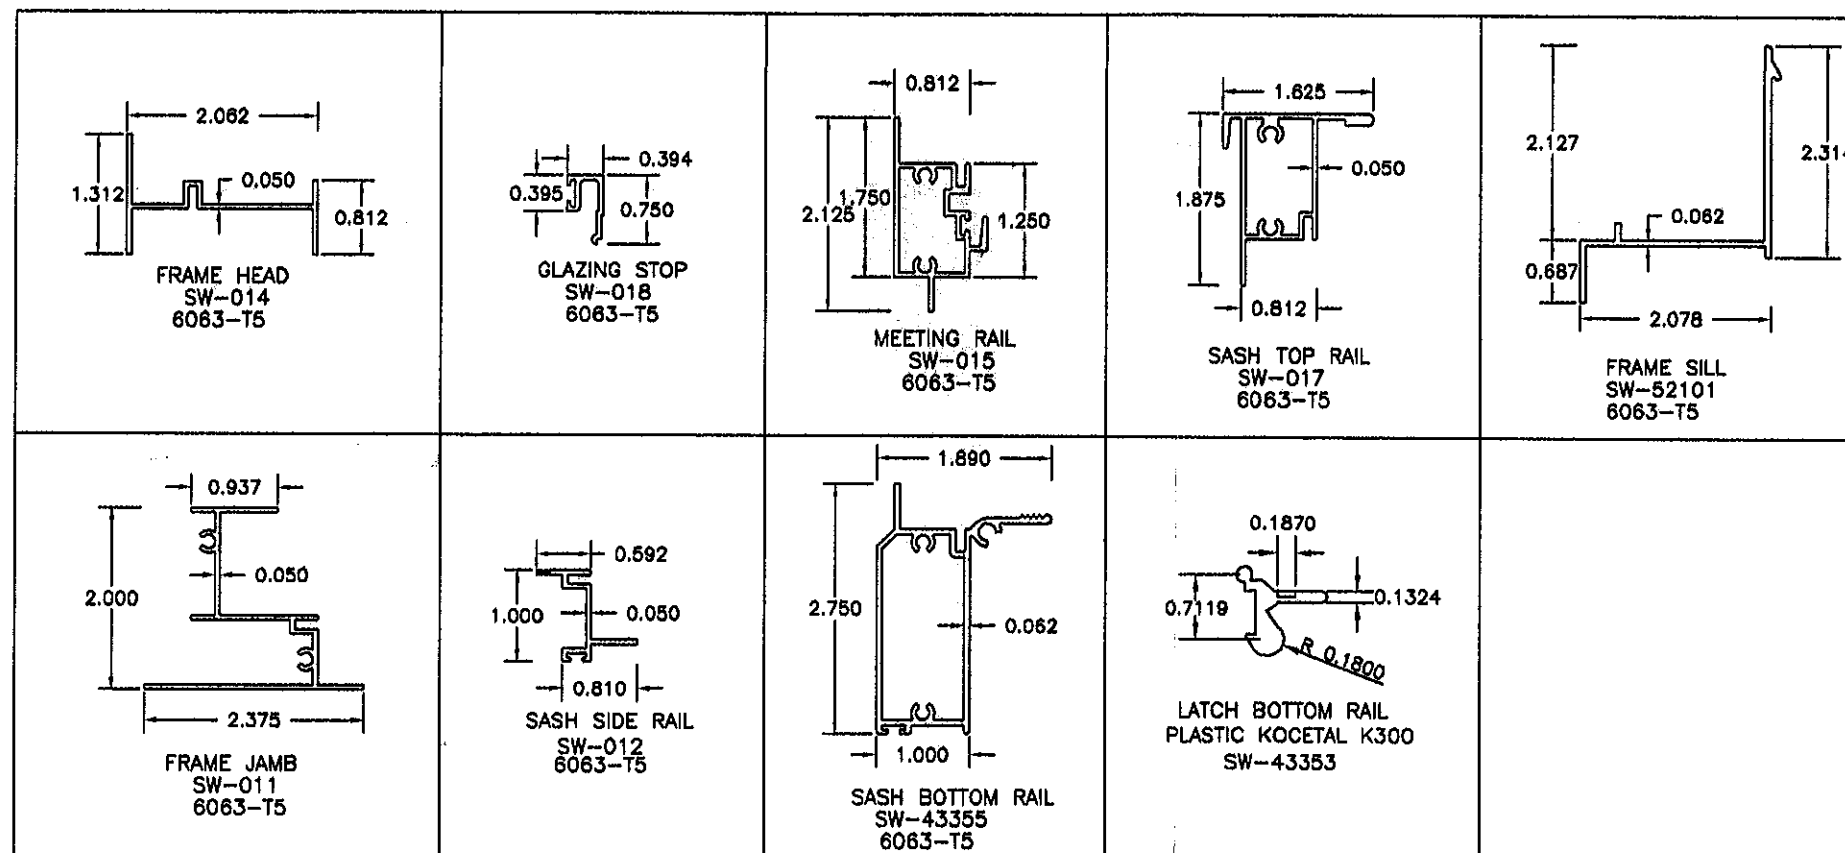 2.062
1.312
0.050
0.812
FRAME HEAD
SW-014
6063-T5
0.394
0.395
0.750
GLAZING STOP
SW-018
6063-T5
0.812
1.750
2.125
1.250
MEETING RAIL
SW-015
6063-T5
1.625
0.050
1.875
0.812
SASH TOP RAIL
SW-017
6063-T5
2.127
2.314
0.062
0.687
2.078
FRAME SILL
SW-52101
6063-T5
0.937
0.050
2.000
2.375
FRAME JAMB
SW-011
6063-T5
0.592
1.000
0.050
0.810
SASH SIDE RAIL
SW-012
6063-T5
1.890
2.750
0.062
1.000
SASH BOTTOM RAIL
SW-43355
6063-T5
0.1870
0.7119
0.1324
R 0.1800
LATCH BOTTOM RAIL
PLASTIC KOCETAL K300
SW-43353